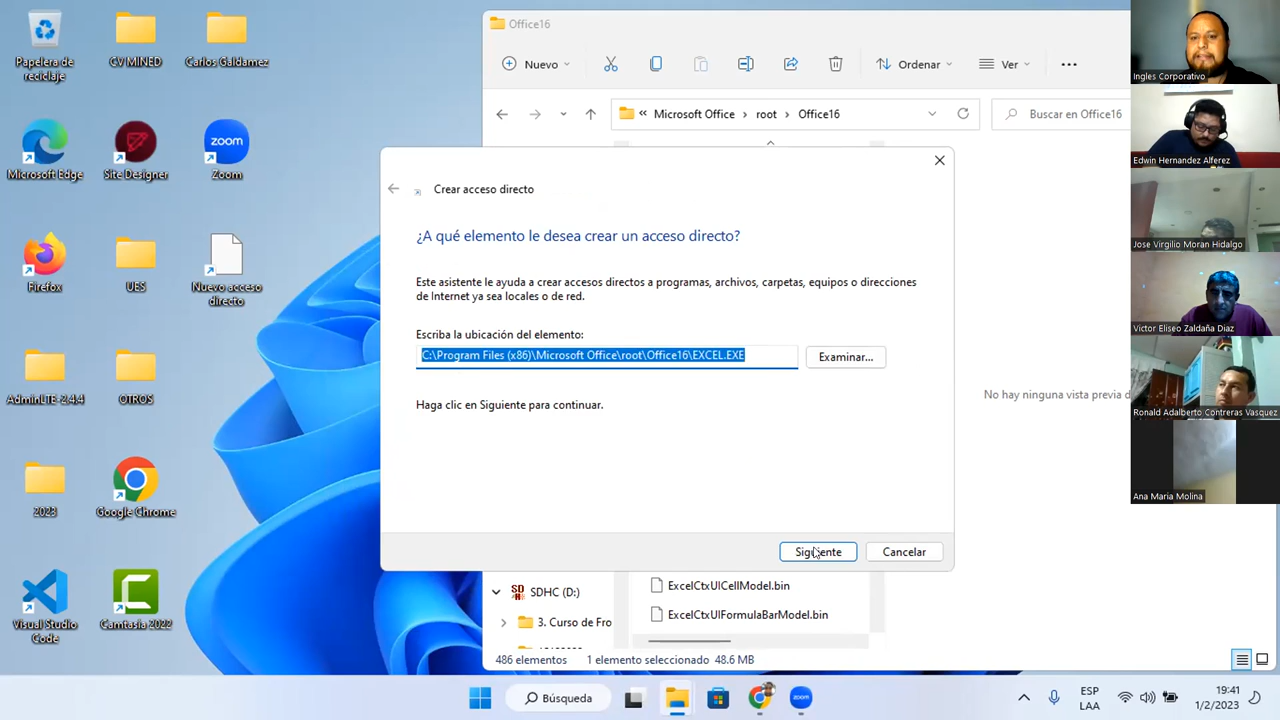 Papelera de
reciclaje
CV MINED
Carlos Galdamez
Microsoft Edge
Site Designer
zoom
Zoom
Firefox
UES
Nuevo acceso
directo
AdminLTE-2.4.4
OTROS
2023
Google Chrome
Visual Studio
Code
Camtasia 2022
Office16
Nuevo
Ordenar
Ver
« Microsoft Office > root > Office16
Buscar en Office16
Crear acceso directo
¿A qué elemento le desea crear un acceso directo?
Este asistente le ayuda a crear accesos directos a programas, archivos, carpetas, equipos o direcciones
de Internet ya sea locales o de red.
Escriba la ubicación del elemento:
C:\Program Files (x86)\Microsoft Office\root\Office16\EXCEL.EXE
Examinar...
Haga clic en Siguiente para continuar.
Siguiente
Cancelar
No hay ninguna vista previa d
SDHC (D:)
3. Curso de Fro
ExcelCtxUICellModel.bin
ExcelCtxUIFormulaBarModel.bin
486 elementos
1 elemento seleccionado 48.6 MB
Ingles Corporativo
Edwin Hernandez Alferez
Jose Virgilio Moran Hidalgo
Victor Eliseo Zaldaña Diaz
Ronald Adalberto Contreras Vasquez
Ana Maria Molina
Búsqueda
zoom
ESP
LAA
19:41
1/2/2023